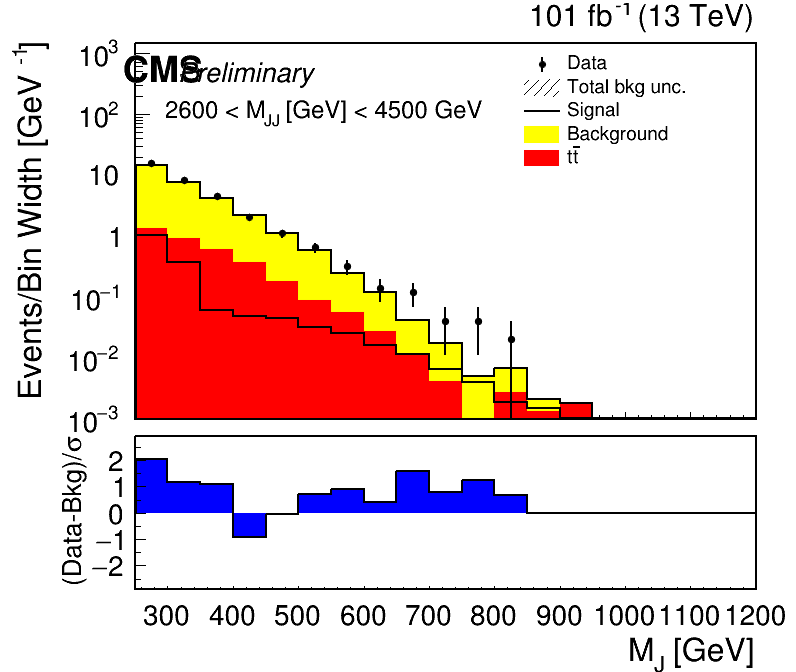 101 fb⁻¹ (13 TeV)
CMS Preliminary
2600 < M_JJ [GeV] < 4500 GeV
Data
Total bkg unc.
Signal
Background
tt̅
Events/Bin Width [GeV⁻¹]
10³
10²
10
1
10⁻¹
10⁻²
10⁻³
(Data-Bkg)/σ
2
1
0
−1
−2
300 400 500 600 700 800 900 1000 1100 1200
M_J [GeV]